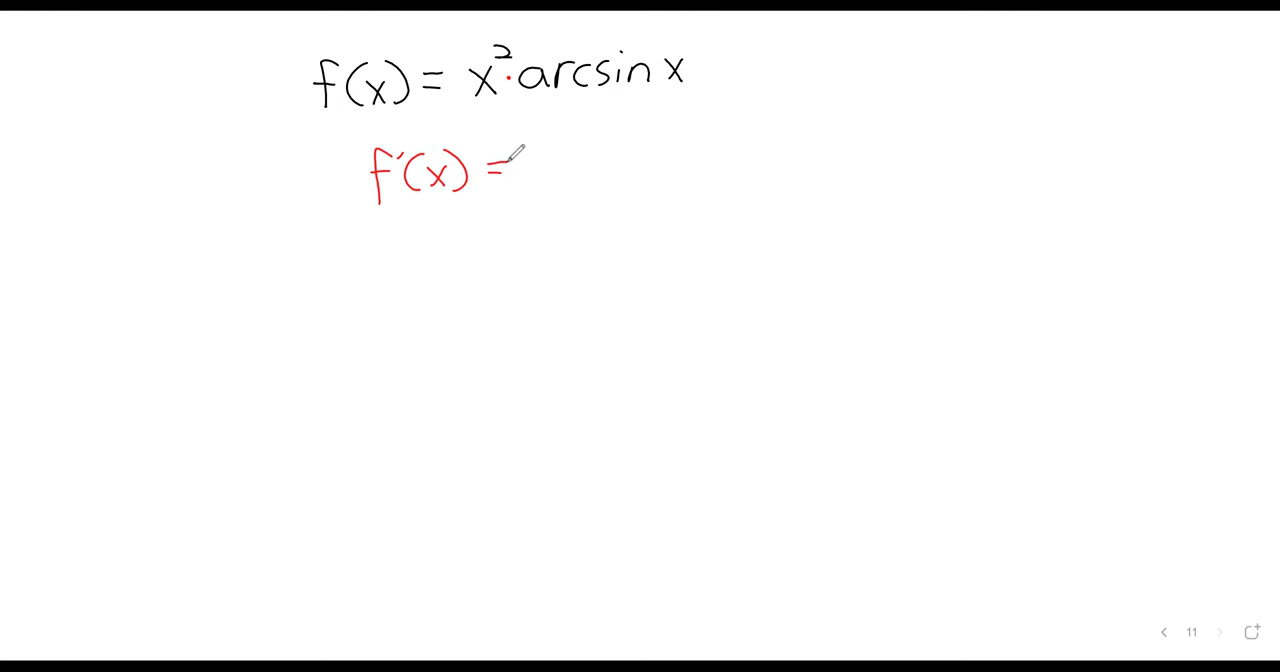 f(x) = x²·arcsin x
f'(x) =
11